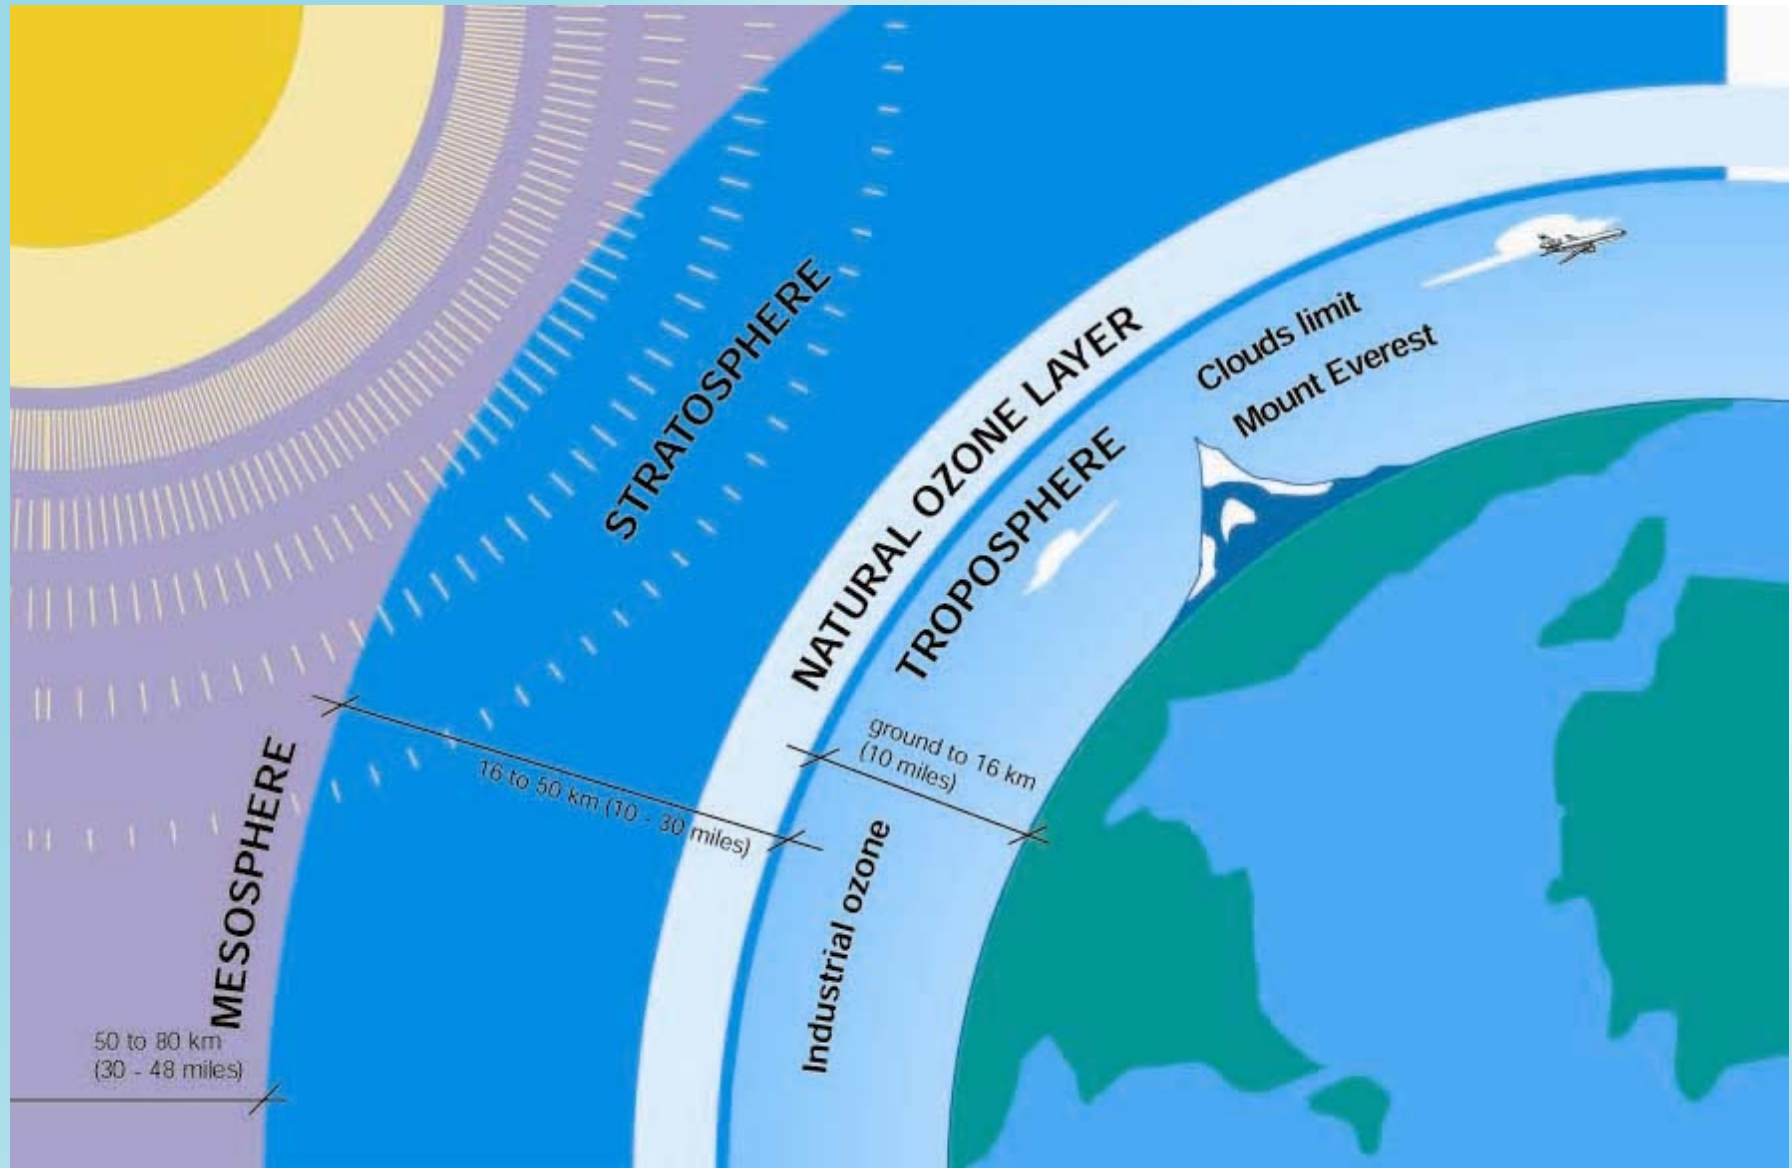 STRATOSPHERE
NATURAL OZONE LAYER
TROPOSPHERE
Clouds limit
Mount Everest
ground to 16 km
(10 miles)
16 to 50 km (10 - 30 miles)
Industrial ozone
MESOSPHERE
50 to 80 km
(30 - 48 miles)